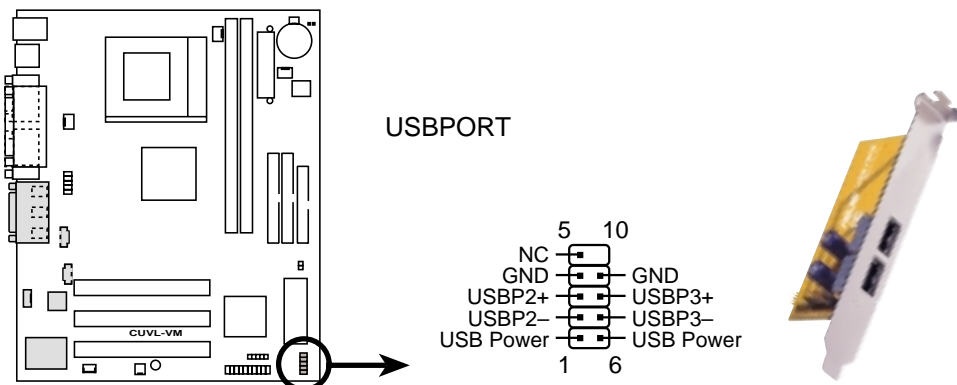 USBPORT
5 10
NC
GND GND
USBP2+ USBP3+
USBP2– USBP3–
USB Power USB Power
1 6
CUVL-VM